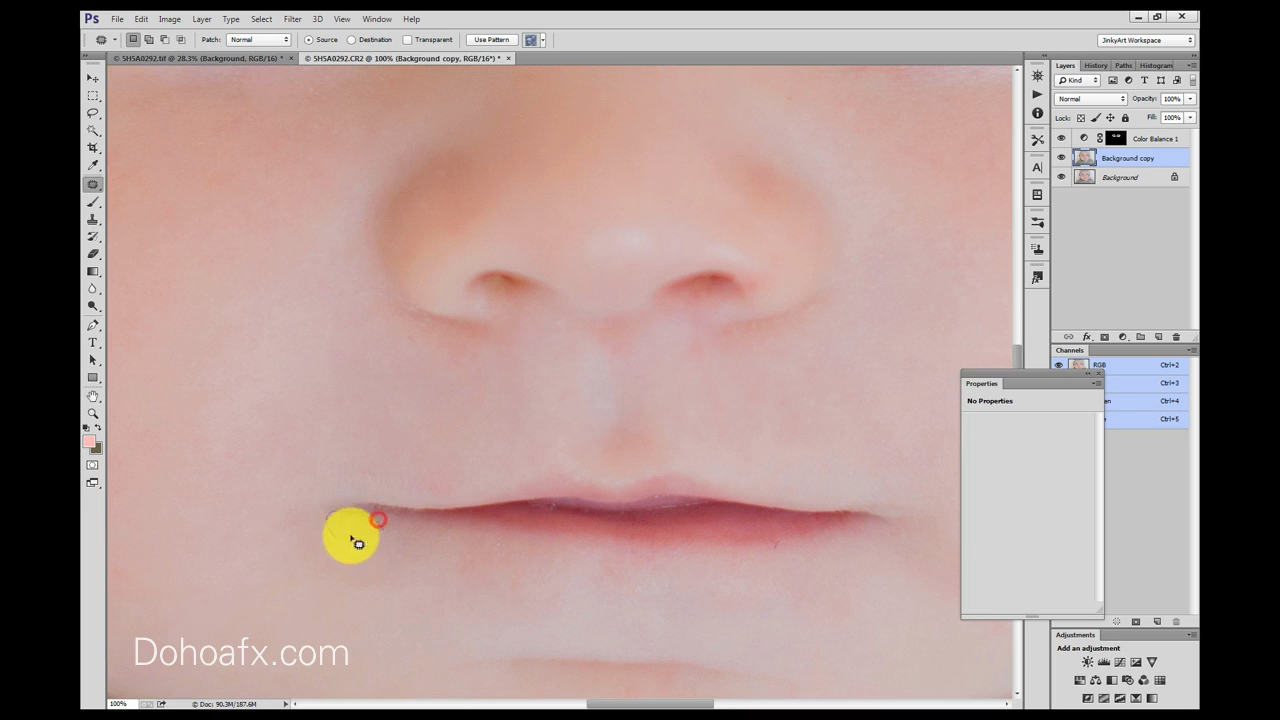 Ps File Edit Image Layer Type Select Filter 3D View Window Help
Patch: Normal Source Destination Transparent Use Pattern JinkyArt Workspace
© 5H5A0292.tif @ 28.3% (Background, RGB/16) * × © 5H5A0292.CR2 @ 100% (Background copy, RGB/16*) * ×
Layers History Paths Histogram
Kind
Normal Opacity: 100%
Lock: Fill: 100%
Color Balance 1
Background copy
Background
Channels
RGB Ctrl+2
Ctrl+3
Ctrl+4
Ctrl+5
Properties
No Properties
Adjustments
Add an adjustment
Dohoafx.com
100% © Doc: 90.3M/187.6M